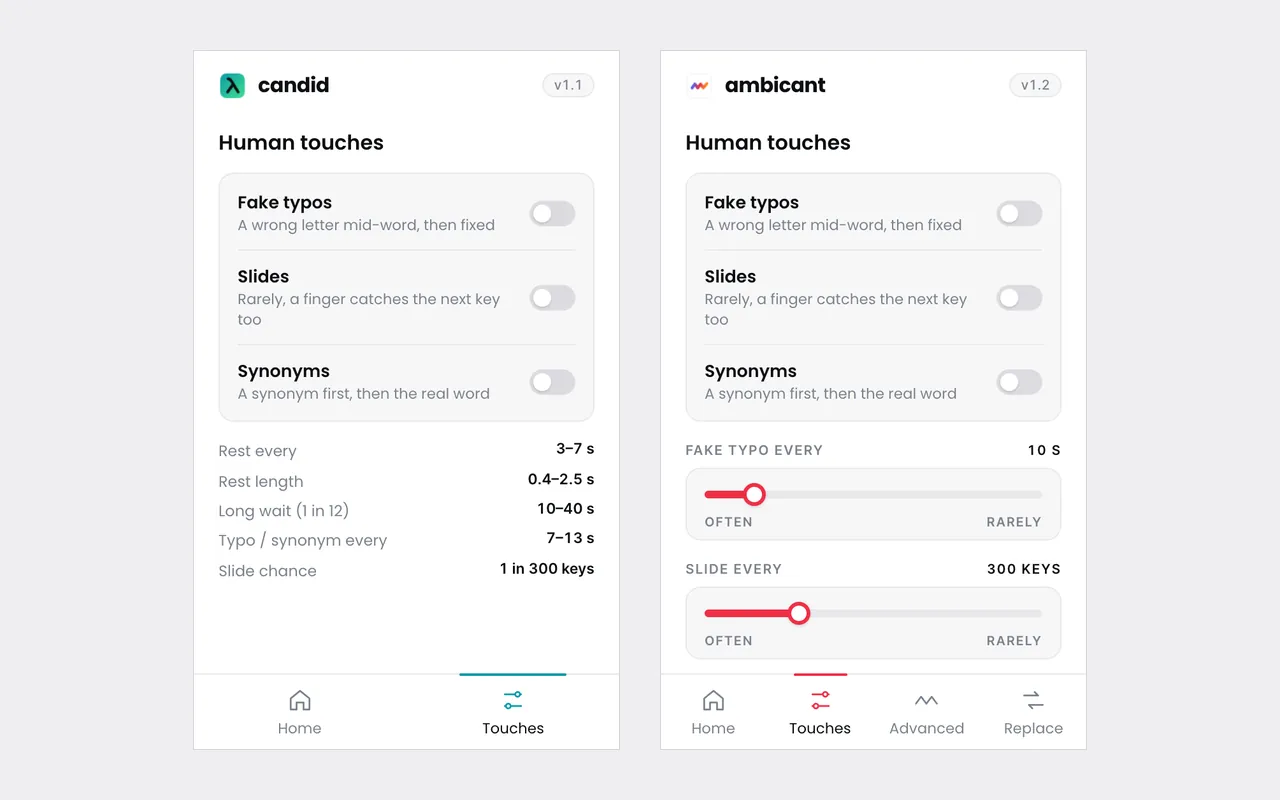 candid
v1.1
Human touches
Fake typos
A wrong letter mid-word, then fixed
Slides
Rarely, a finger catches the next key
too
Synonyms
A synonym first, then the real word
Rest every 3–7 s
Rest length 0.4–2.5 s
Long wait (1 in 12) 10–40 s
Typo / synonym every 7–13 s
Slide chance 1 in 300 keys
Home
Touches
ambicant
v1.2
Human touches
Fake typos
A wrong letter mid-word, then fixed
Slides
Rarely, a finger catches the next key
too
Synonyms
A synonym first, then the real word
FAKE TYPO EVERY 10 S
OFTEN RARELY
SLIDE EVERY 300 KEYS
OFTEN RARELY
Home
Touches
Advanced
Replace